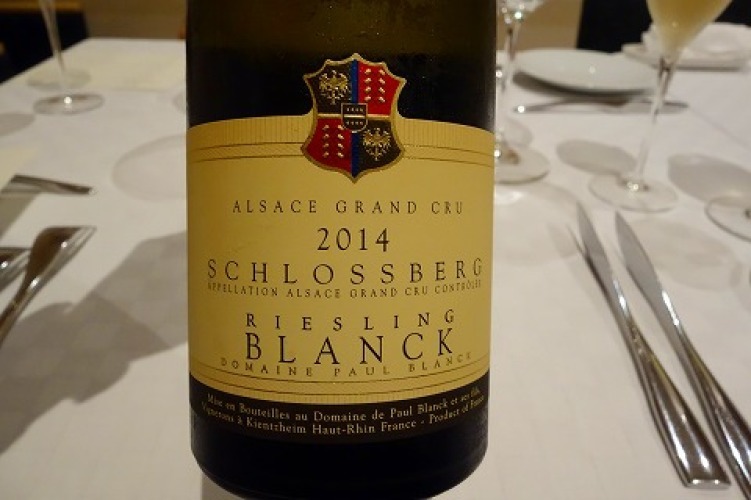 ALSACE GRAND CRU
2014
SCHLOSSBERG
APPELLATION ALSACE GRAND CRU CONTRÔLÉE
RIESLING
BLANCK
DOMAINE PAUL BLANCK
Mise en Bouteilles au Domaine de Paul Blanck et ses fils,
Vignerons à Kientzheim Haut-Rhin France - Product of France